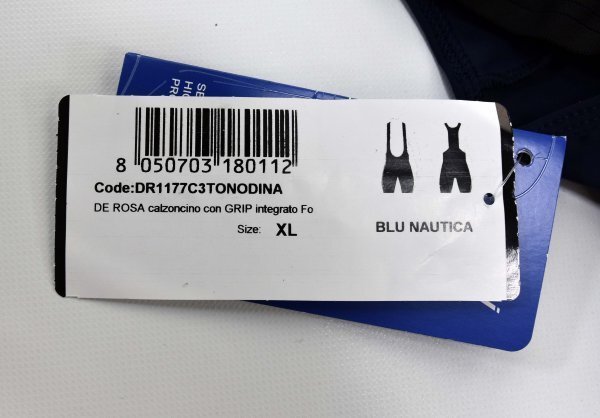 8 050703 180112
Code:DR1177C3TONODINA
DE ROSA calzoncino con GRIP integrato Fo
Size: XL
BLU NAUTICA